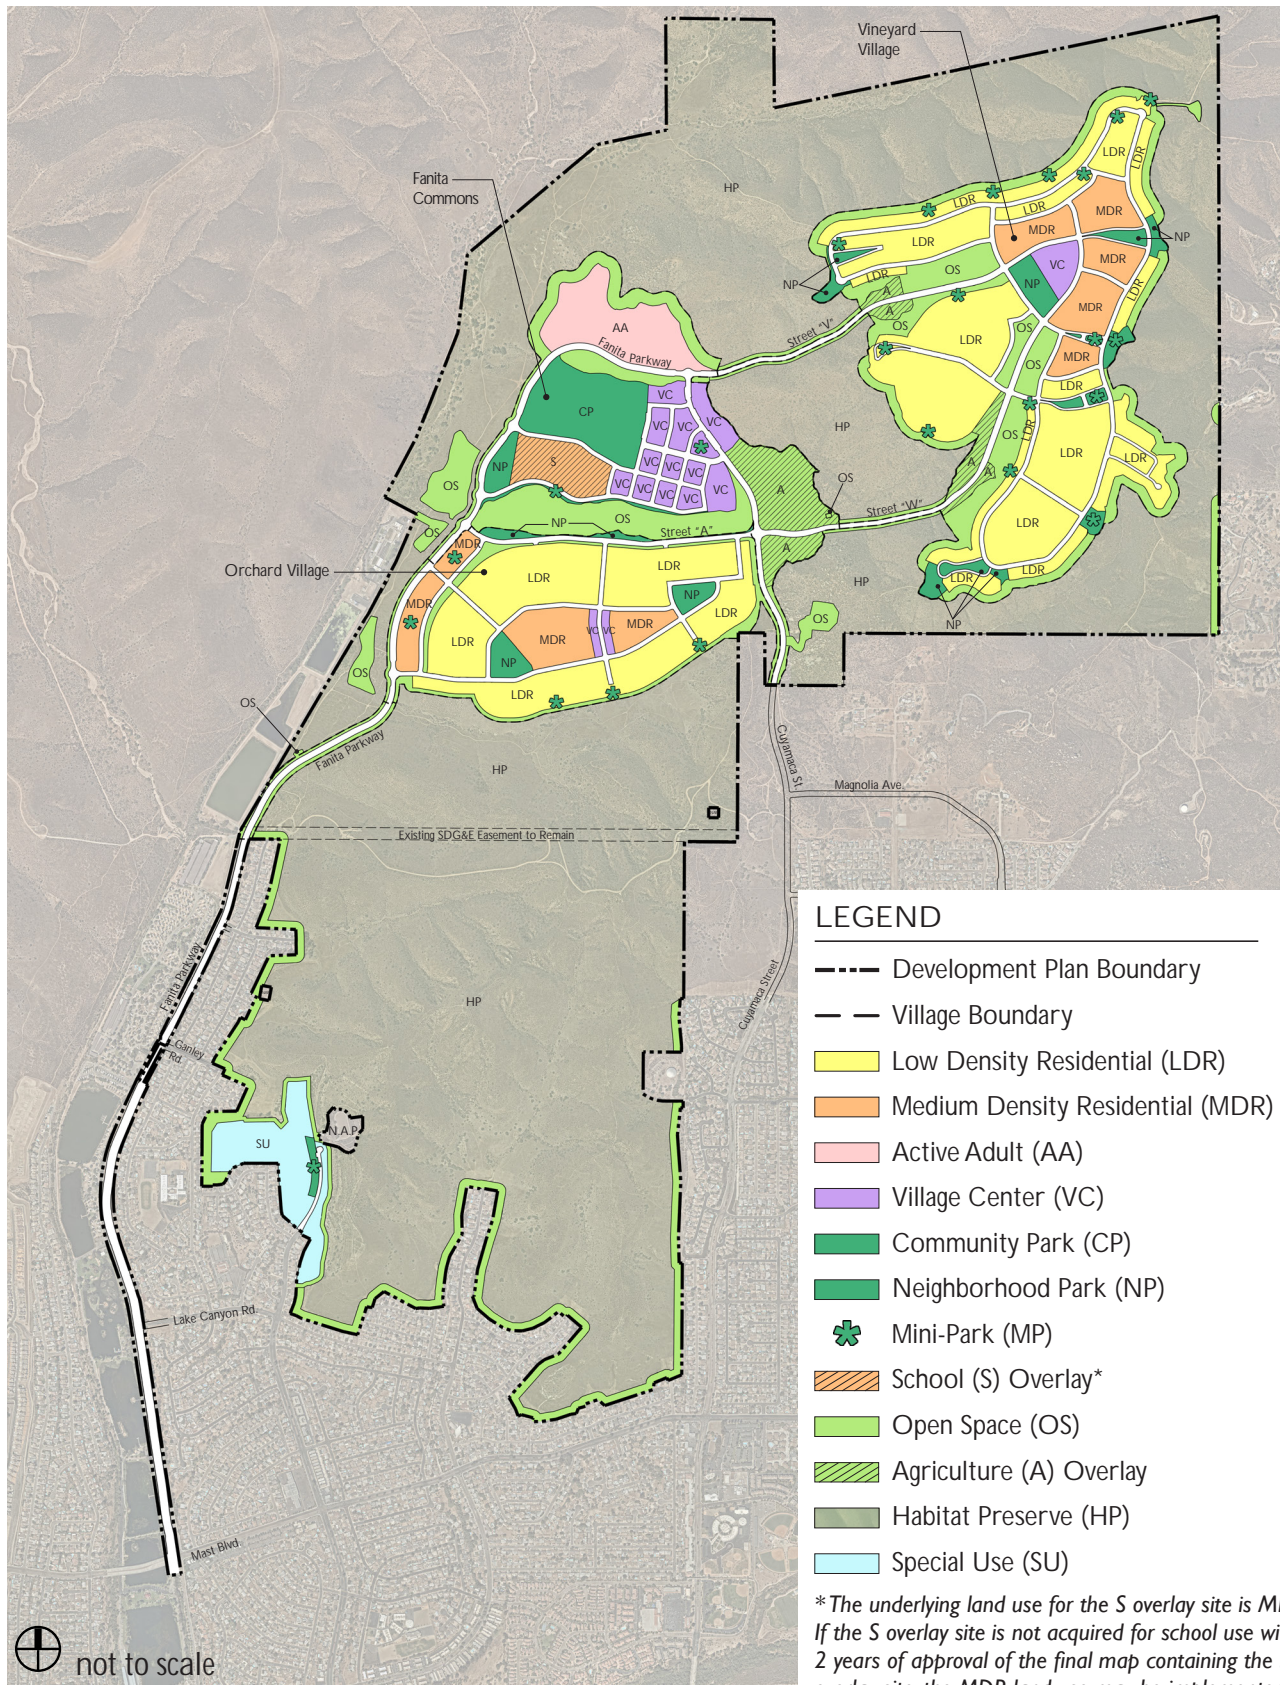 Vineyard
Village
Fanita
Commons
HP
LDR
LDR
MDR
LDR
LDR
MDR
LDR
NP
MDR
VC
LDR
OS
NP
A
A
OS
NP
MDR
LDR
LDR
OS
OS
MDR
LDR
AA
Fanita Parkway
Street "V"
CP
VC
VC
VC
VC
VC
VC
VC
VC
VC
VC
VC
VC
NP
S
HP
OS
LDR
A
A
LDR
LDR
OS
A
OS
Street "W"
OS
NP
Street "A"
OS
MDR
A
LDR
Orchard Village
LDR
LDR
HP
LDR
LDR
NP
MDR
NP
LDR
OS
LDR
MDR
VC
VC
MDR
NP
LDR
OS
OS
Fanita Parkway
HP
Cuyamaca St.
Magnolia Ave.
Existing SDG&E Easement to Remain
Fanita Parkway
HP
Cuyamaca Street
Ganley
Rd.
SU
N.A.P.
Lake Canyon Rd.
Mast Blvd.
not to scale
LEGEND
Development Plan Boundary
Village Boundary
Low Density Residential (LDR)
Medium Density Residential (MDR)
Active Adult (AA)
Village Center (VC)
Community Park (CP)
Neighborhood Park (NP)
Mini-Park (MP)
School (S) Overlay*
Open Space (OS)
Agriculture (A) Overlay
Habitat Preserve (HP)
Special Use (SU)
* The underlying land use for the S overlay site is
If the S overlay site is not acquired for school use
2 years of approval of the final map containing the